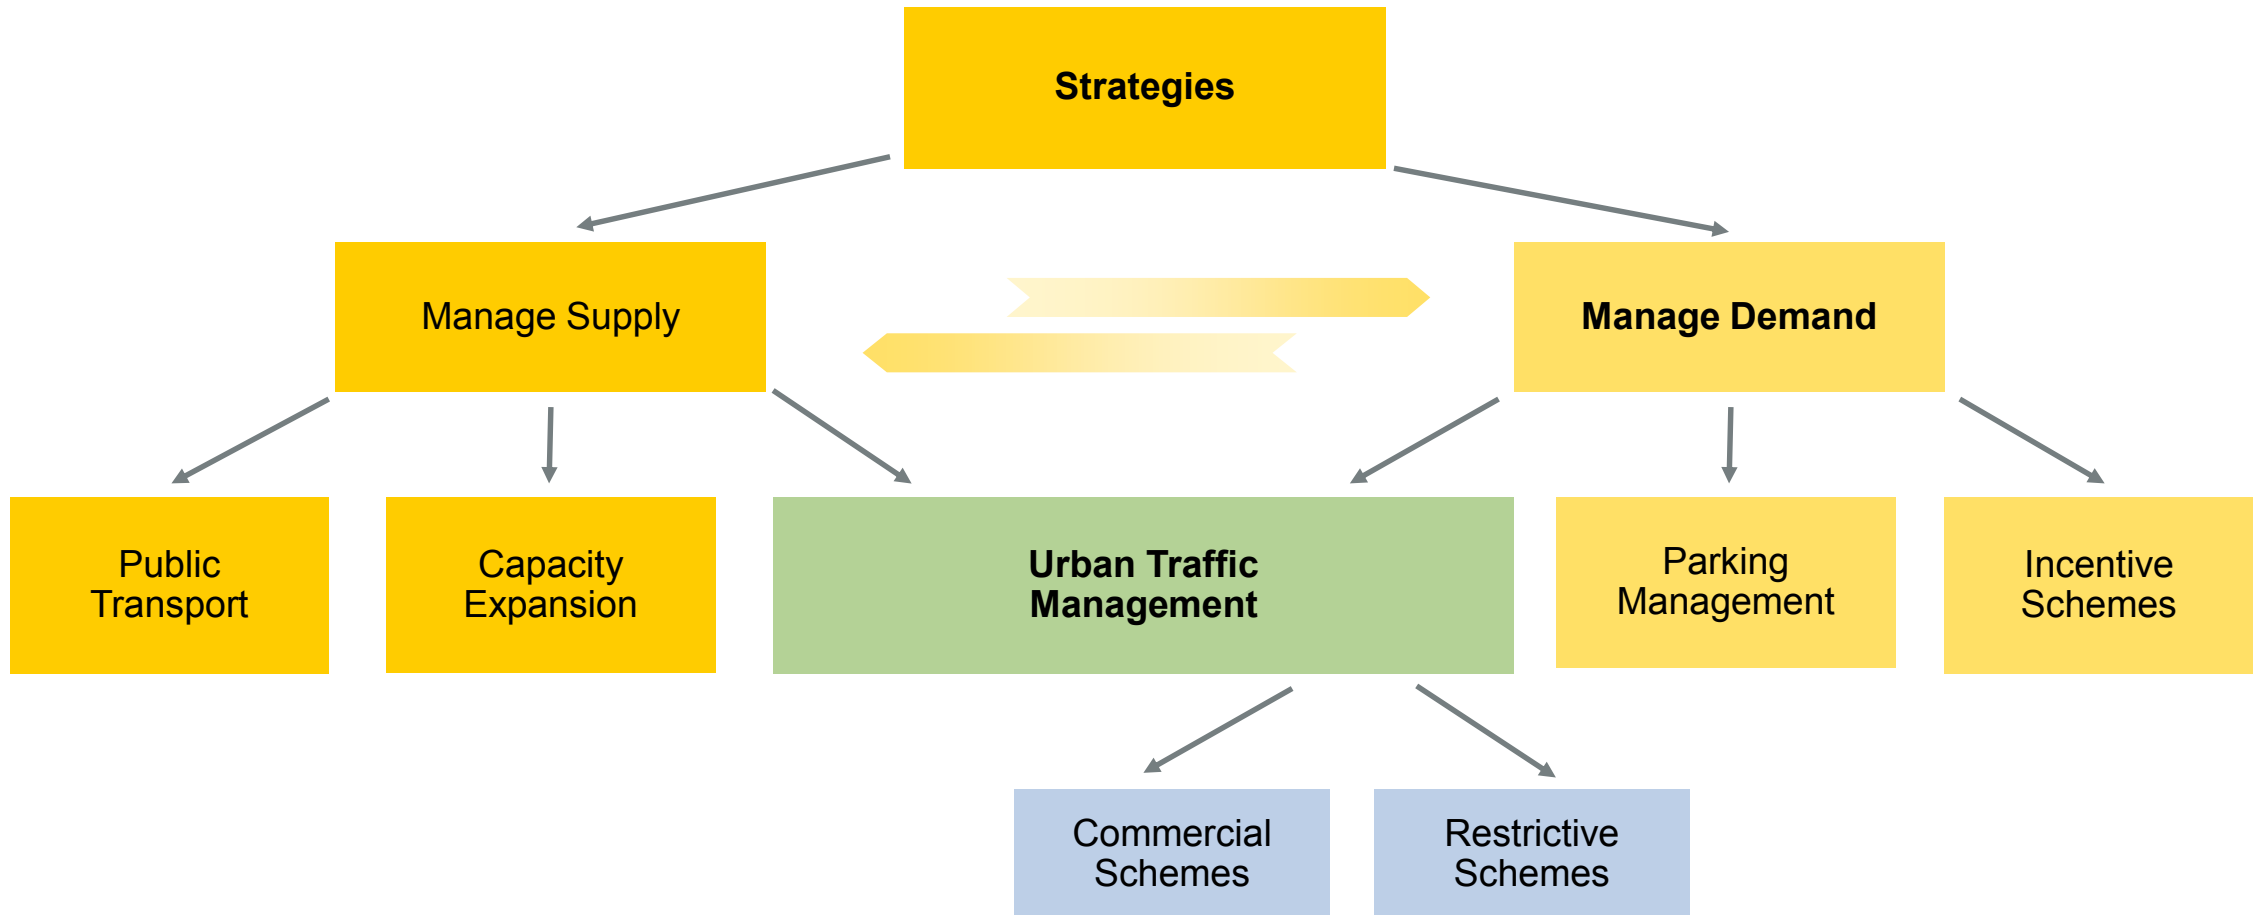 Strategies
Manage Supply
Manage Demand
Public
Transport
Capacity
Expansion
Urban Traffic
Management
Parking
Management
Incentive
Schemes
Commercial
Schemes
Restrictive
Schemes